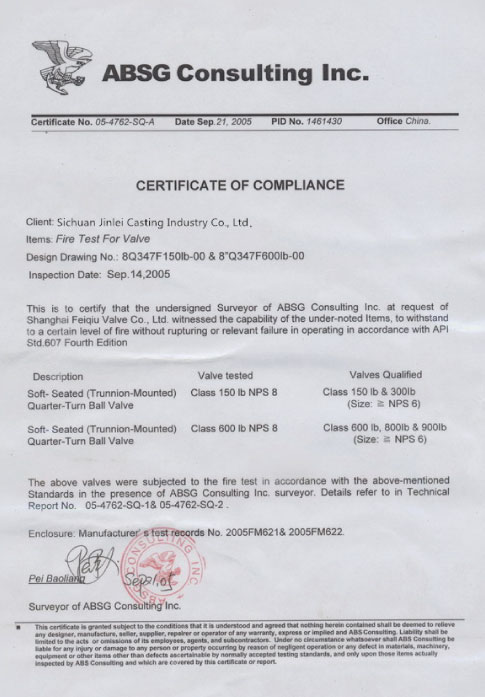 ABSG Consulting Inc.
Certificate No. 05-4762-SQ-A Date Sep.21, 2005 PID No. 1461430 Office China.
CERTIFICATE OF COMPLIANCE
Client: Sichuan Jinlei Casting Industry Co., Ltd.
Items: Fire Test For Valve
Design Drawing No.: 8Q347F150lb-00 & 8"Q347F600lb-00
Inspection Date: Sep.14,2005
This is to certify that the undersigned Surveyor of ABSG Consulting Inc. at request of
Shanghai Feiqiu Valve Co., Ltd. witnessed the capability of the under-noted Items, to withstand
to a certain level of fire without rupturing or relevant failure in operating in accordance with API
Std.607 Fourth Edition
Description Valve tested Valves Qualified
Soft- Seated (Trunnion-Mounted) Class 150 lb NPS 8 Class 150 lb & 300lb
Quarter-Turn Ball Valve (Size: ≧ NPS 6)
Soft- Seated (Trunnion-Mounted) Class 600 lb NPS 8 Class 600 lb, 800lb & 900lb
Quarter-Turn Ball Valve (Size: ≧ NPS 6)
The above valves were subjected to the fire test in accordance with the above-mentioned
Standards in the presence of ABSG Consulting Inc. surveyor. Details refer to in Technical
Report No. 05-4762-SQ-1& 05-4762-SQ-2 .
Enclosure: Manufacturer's test records No. 2005FM621& 2005FM622.
CONSULTING INC
Pei Baoliang
Surveyor of ABSG Consulting Inc.
This certificate is granted subject to the conditions that it is understood and agreed that nothing herein contained shall be deemed to relieve
any designer, manufacture, seller, supplier, repairer or operator of any warranty, express or implied and ABS Consulting. Liability shall be
limited to the acts or omissions of its employees, agents, and subcontractors. Under no circumstance whatsoever shall ABS Consulting be
liable for any injury or damage to any person or property occurring by reason of negligent operation or any defect in materials, machinery,
equipment or other items other than defects ascertainable by normally accepted testing standards, and only upon those items actually
inspected by ABS Consulting and which are covered by this certificate or report.